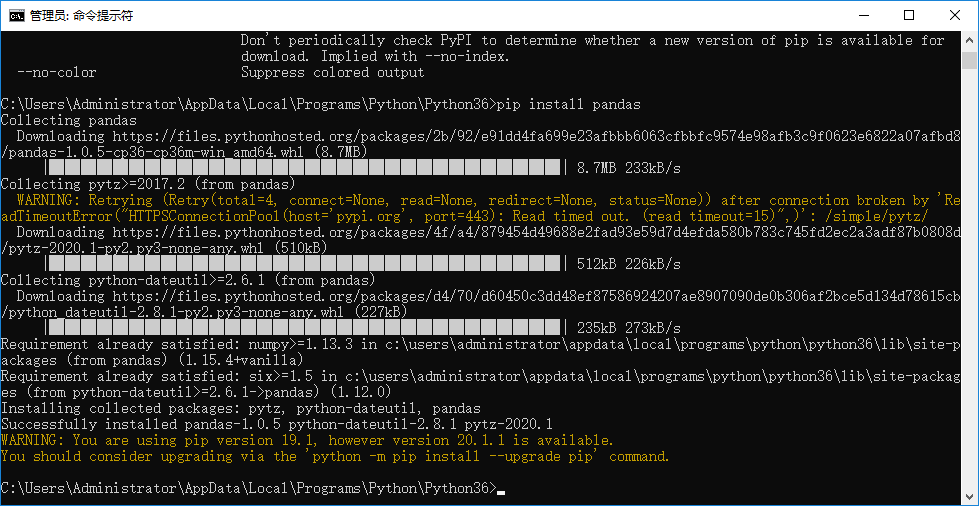 管理员: 命令提示符
Don't periodically check PyPI to determine whether a new version of pip is available for
download. Implied with --no-index.
--no-color Suppress colored output
C:\Users\Administrator\AppData\Local\Programs\Python\Python36>pip install pandas
Collecting pandas
Downloading https://files.pythonhosted.org/packages/2b/92/e91dd4fa699e23afbbb6063cfbbfc9574e98afb3c9f0623e6822a07afbd8
/pandas-1.0.5-cp36-cp36m-win_amd64.whl (8.7MB)
| | 8.7MB 233kB/s
Collecting pytz>=2017.2 (from pandas)
WARNING: Retrying (Retry(total=4, connect=None, read=None, redirect=None, status=None)) after connection broken by 'Re
adTimeoutError("HTTPSConnectionPool(host='pypi.org', port=443): Read timed out. (read timeout=15)",)': /simple/pytz/
Downloading https://files.pythonhosted.org/packages/4f/a4/879454d49688e2fad93e59d7d4efda580b783c745fd2ec2a3adf87b0808d
/pytz-2020.1-py2.py3-none-any.whl (510kB)
| | 512kB 226kB/s
Collecting python-dateutil>=2.6.1 (from pandas)
Downloading https://files.pythonhosted.org/packages/d4/70/d60450c3dd48ef87586924207ae8907090de0b306af2bce5d134d78615cb
/python_dateutil-2.8.1-py2.py3-none-any.whl (227kB)
| | 235kB 273kB/s
Requirement already satisfied: numpy>=1.13.3 in c:\users\administrator\appdata\local\programs\python\python36\lib\site-p
ackages (from pandas) (1.15.4+vanilla)
Requirement already satisfied: six>=1.5 in c:\users\administrator\appdata\local\programs\python\python36\lib\site-packag
es (from python-dateutil>=2.6.1->pandas) (1.12.0)
Installing collected packages: pytz, python-dateutil, pandas
Successfully installed pandas-1.0.5 python-dateutil-2.8.1 pytz-2020.1
WARNING: You are using pip version 19.1, however version 20.1.1 is available.
You should consider upgrading via the 'python -m pip install --upgrade pip' command.
C:\Users\Administrator\AppData\Local\Programs\Python\Python36>